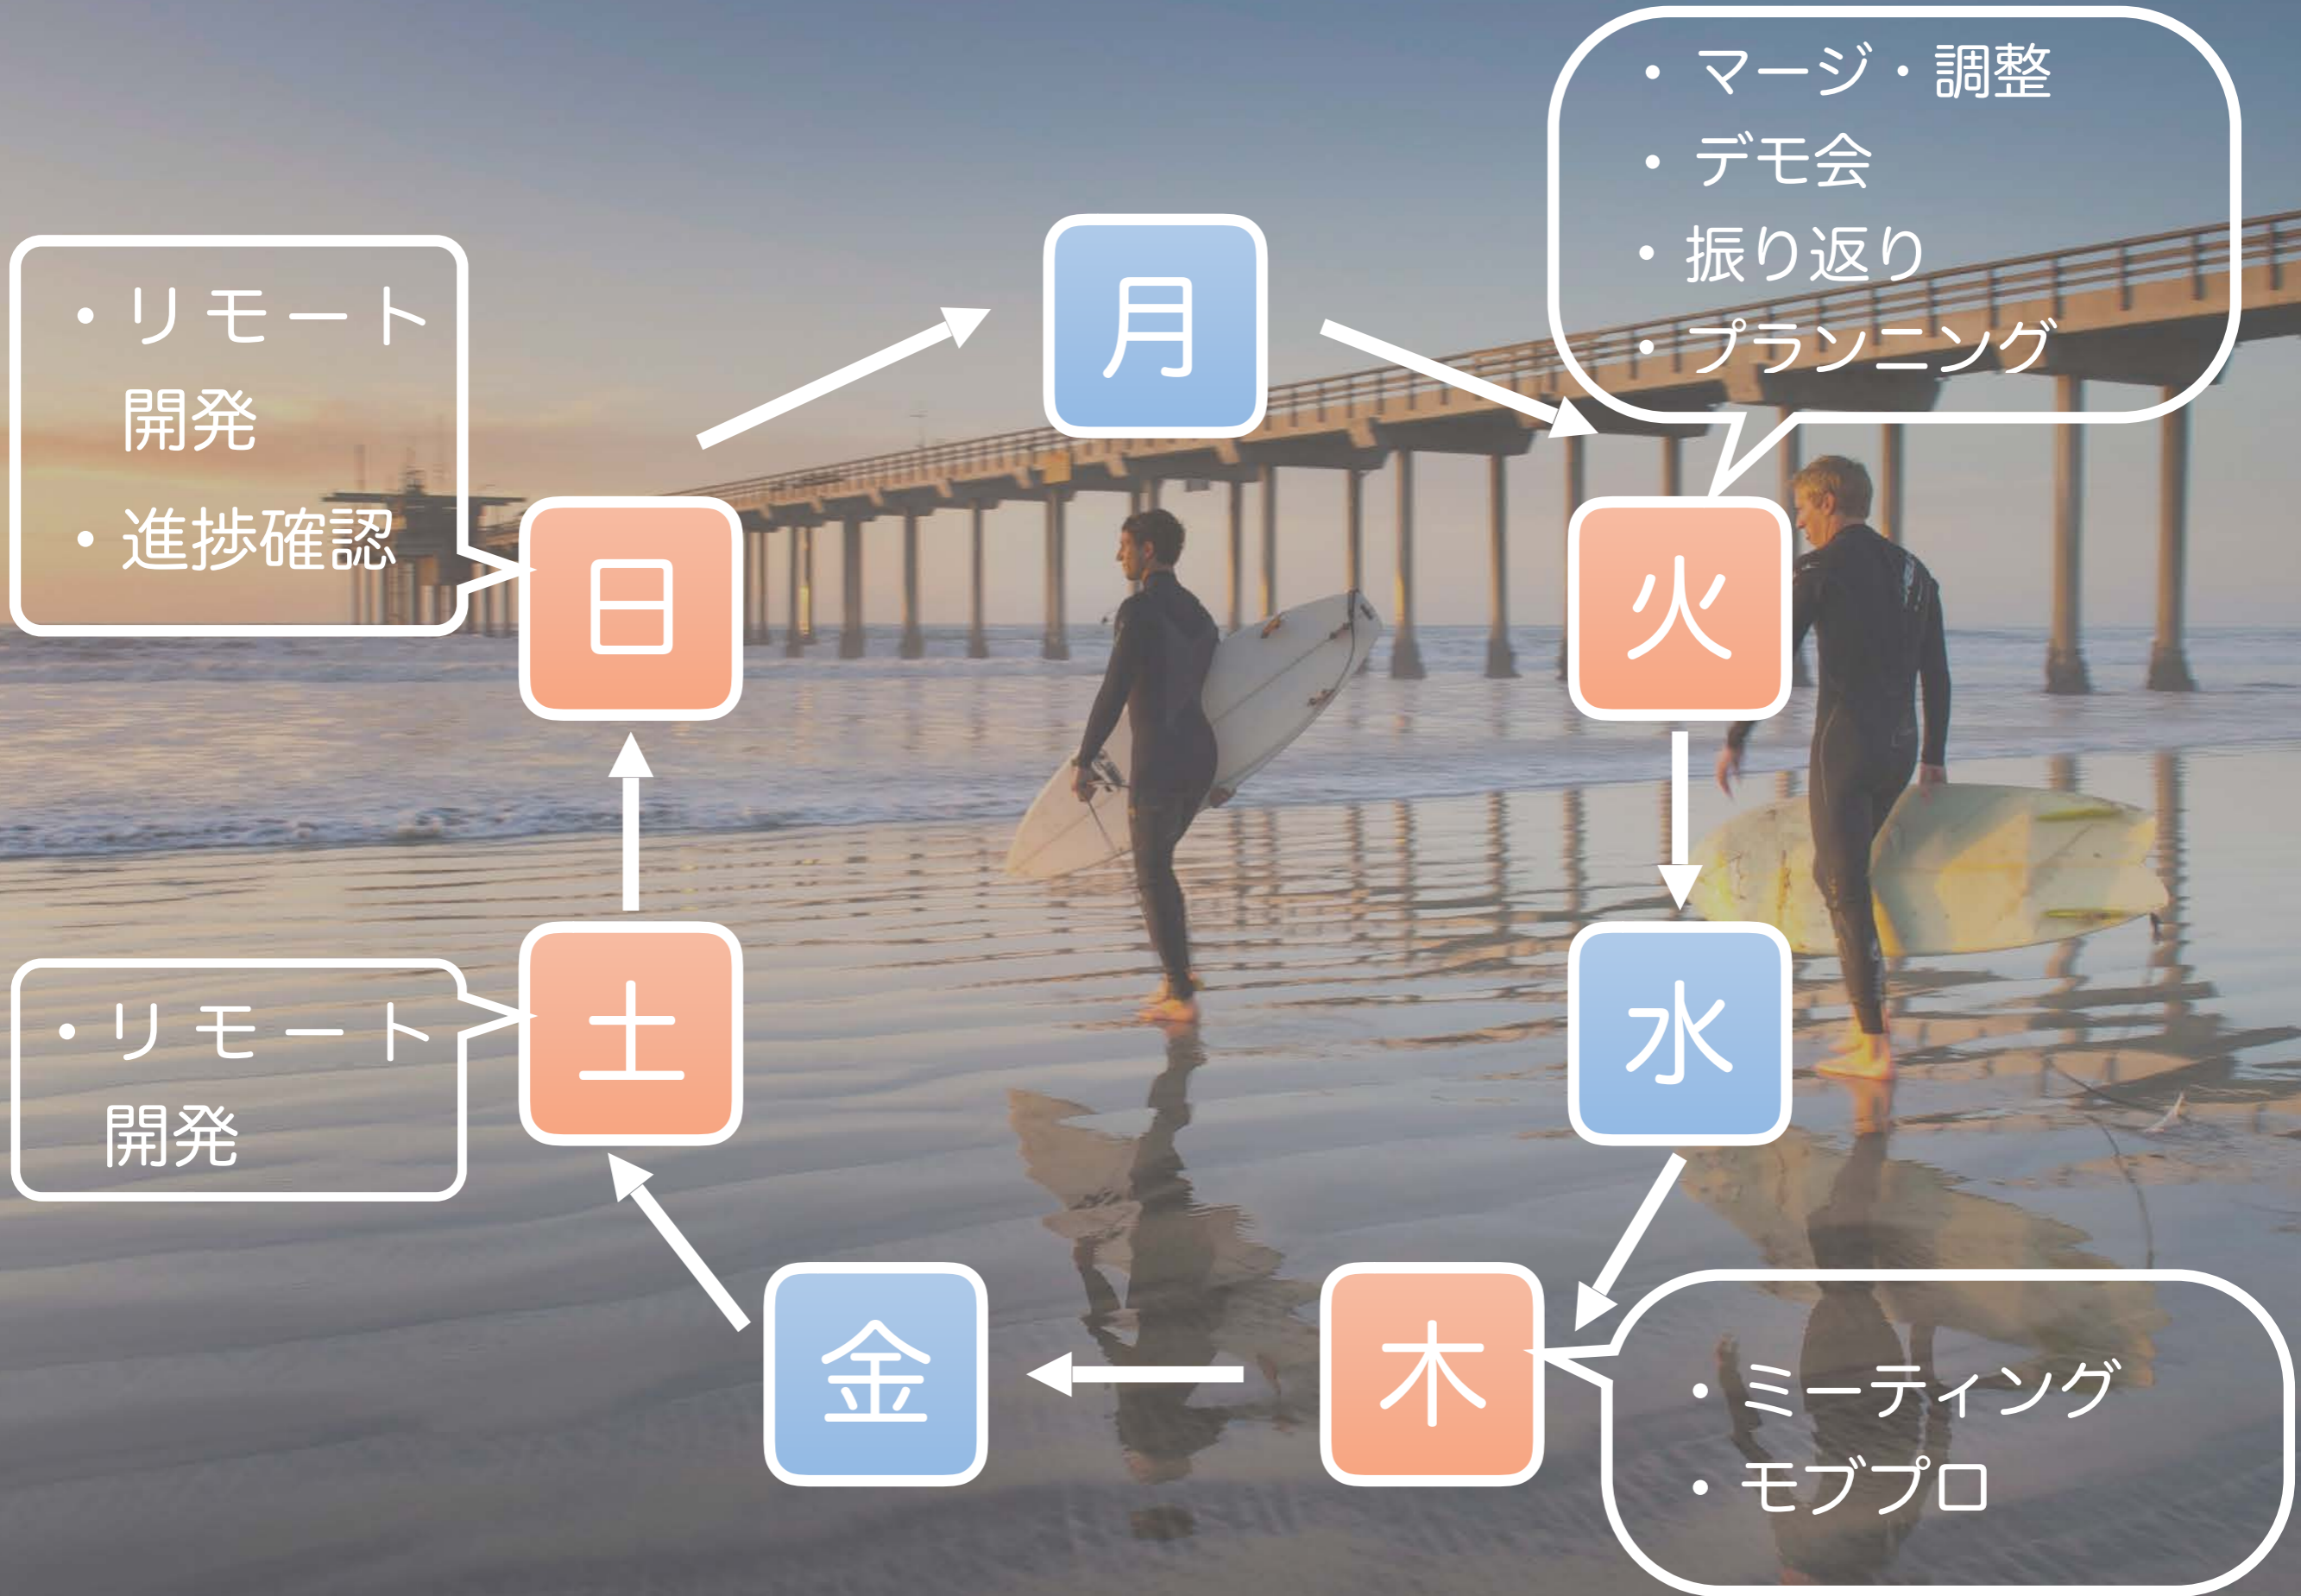 ・マージ・調整
・デモ会
・振り返り
・プランニング
月
・リモート
開発
・進捗確認
日
火
土
水
・リモート
開発
金
木
・ミーティング
・モブプロ